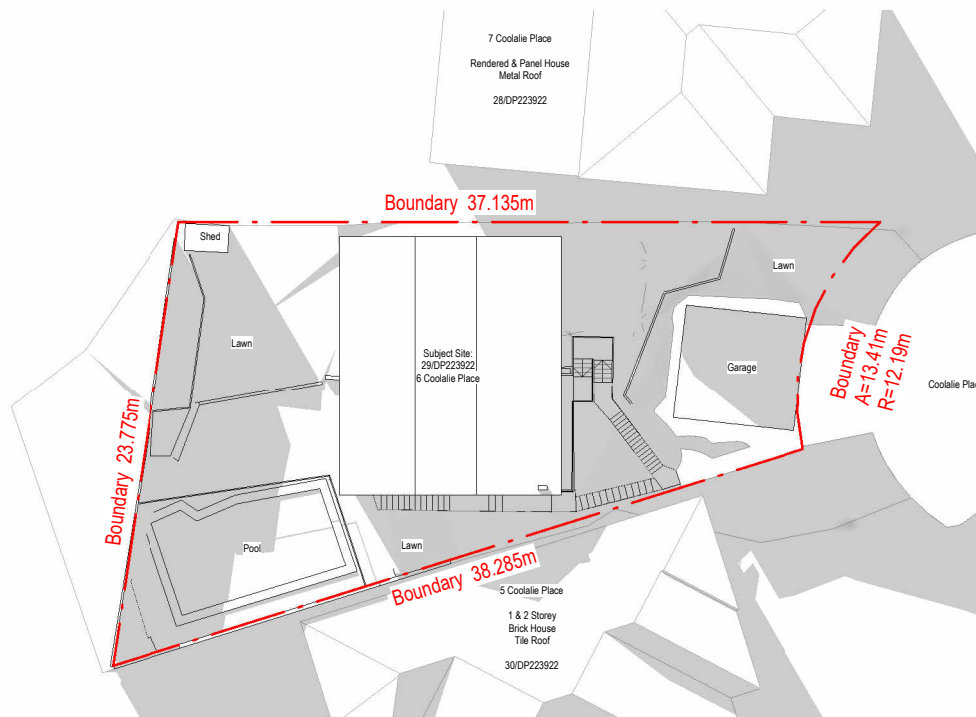 7 Coolalie Place
Rendered & Panel House
Metal Roof
28/DP223922
Boundary 37.135m
Shed
Lawn
Lawn
Subject Site:
29/DP223922
6 Coolalie Place
Garage
Boundary
A=13.41m
R=12.19m
Coolalie Plac
Boundary 23.775m
Pool
Lawn
Boundary 38.285m
5 Coolalie Place
1 & 2 Storey
Brick House
Tile Roof
30/DP223922